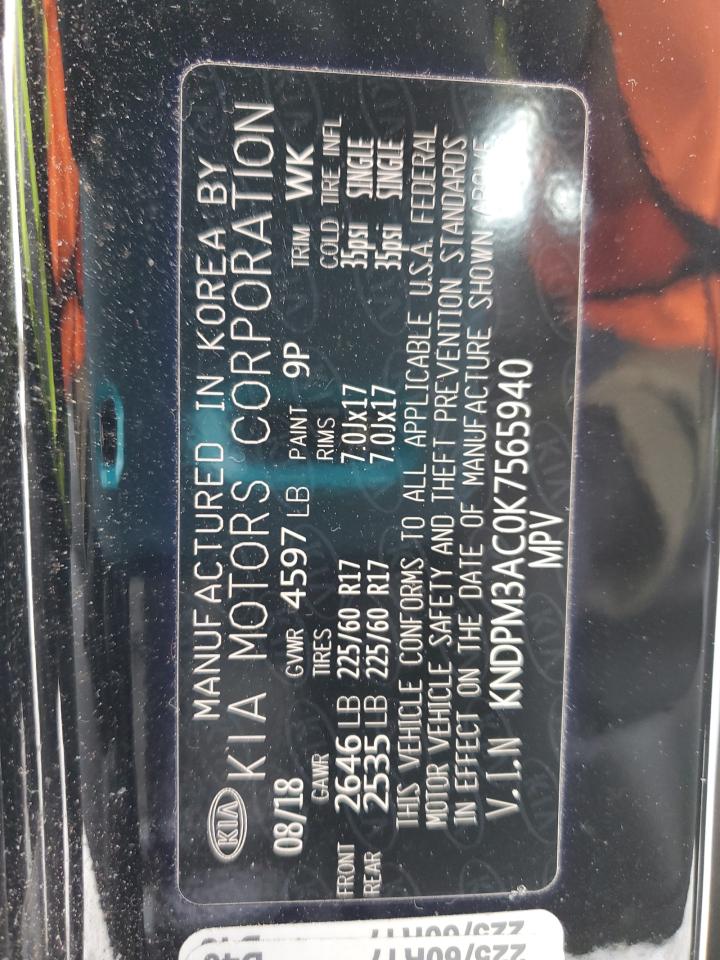 KIA
MANUFACTURED IN KOREA BY
KIA MOTORS CORPORATION
08/18 GVWR 4597 LB PAINT 9P TRIM WK
GAWR TIRES RIMS COLD TIRE INFL
FRONT 2646 LB 225/60 R17 7.0Jx17 35psi SINGLE
REAR 2535 LB 225/60 R17 7.0Jx17 35psi SINGLE
THIS VEHICLE CONFORMS TO ALL APPLICABLE U.S.A. FEDERAL
MOTOR VEHICLE SAFETY AND THEFT PREVENTION STANDARDS
IN EFFECT ON THE DATE OF MANUFACTURE SHOWN ABOVE
V.I.N KNDPM3AC0K7565940
MPV
225/60R17